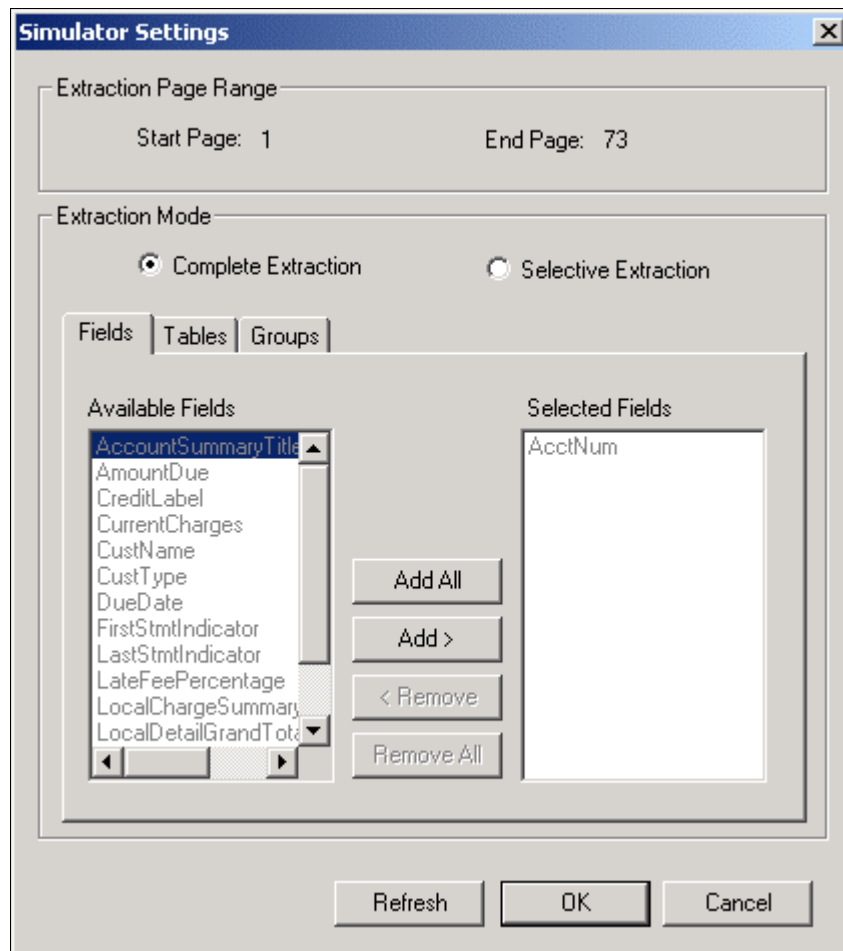 Simulator Settings
Extraction Page Range
Start Page: 1
End Page: 73
Extraction Mode
Complete Extraction
Selective Extraction
Fields
Tables
Groups
Available Fields
AccountSummaryTitle
AmountDue
CreditLabel
CurrentCharges
CustName
CustType
DueDate
FirstStmtIndicator
LastStmtIndicator
LateFeePercentage
LocalChargeSummary
LocalDetailGrandTota
Add All
Add >
< Remove
Remove All
Selected Fields
AcctNum
Refresh
OK
Cancel